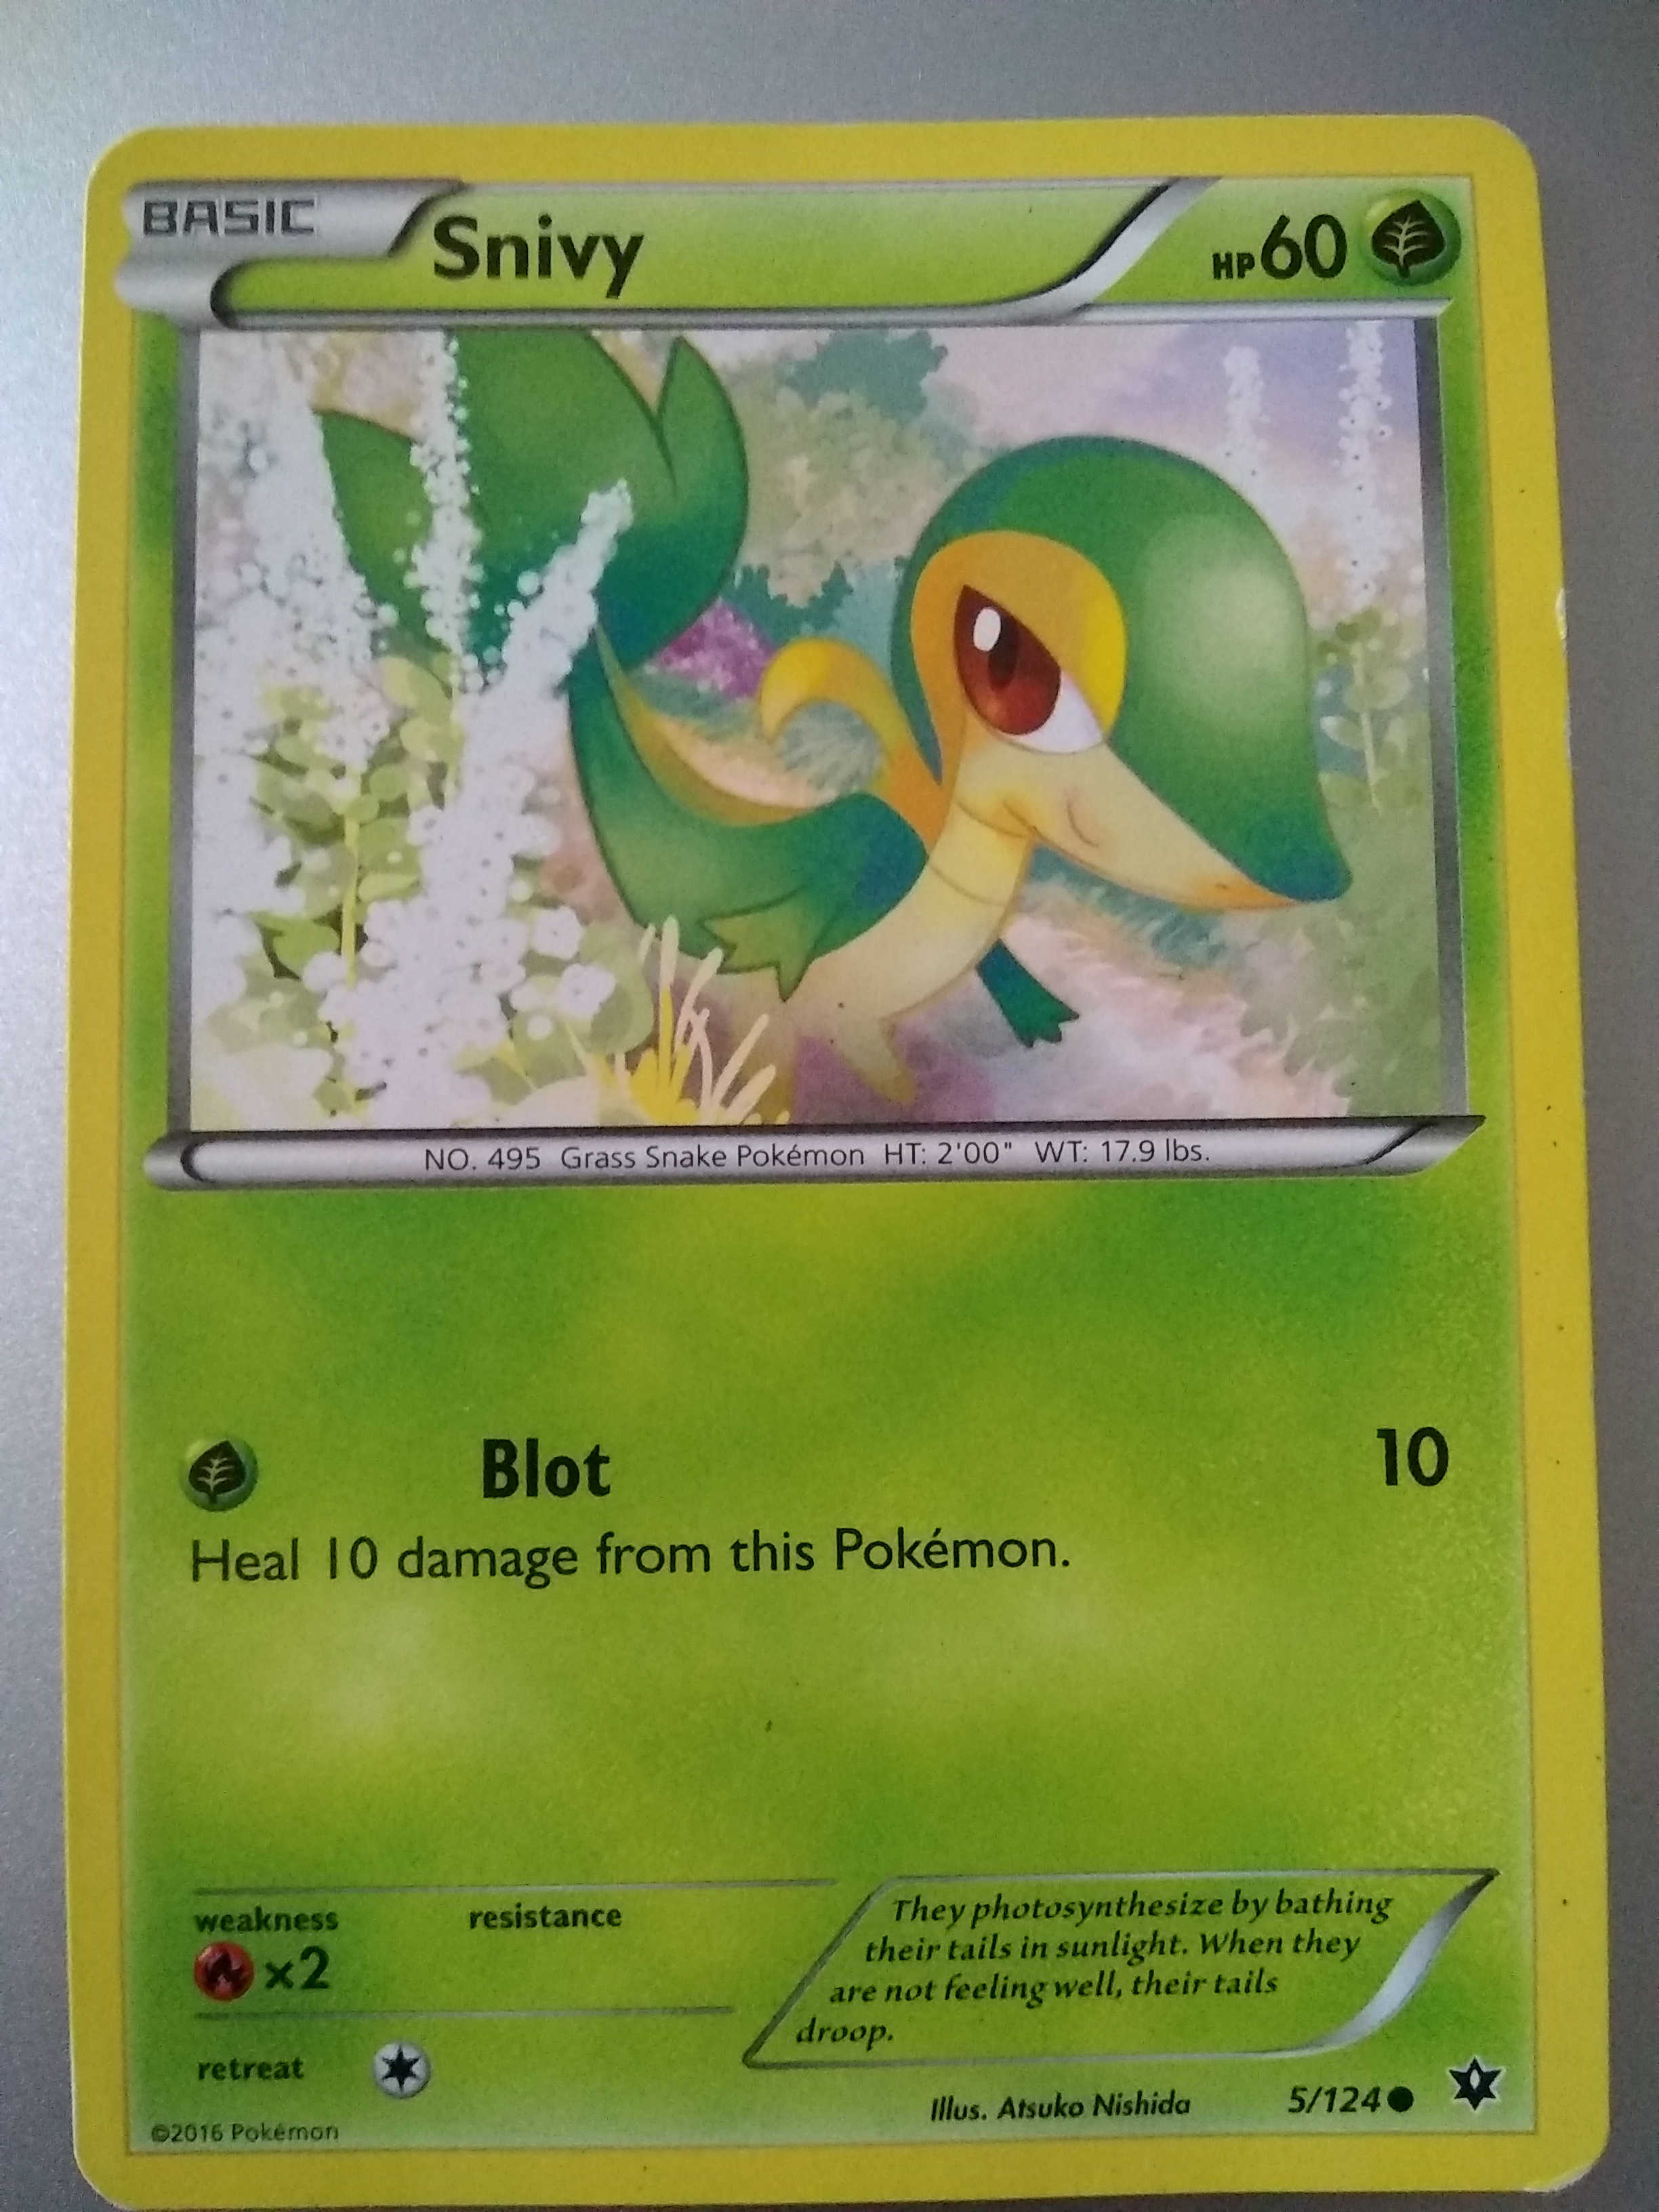 BASIC Snivy HP60
NO. 495 Grass Snake Pokémon HT: 2'00" WT: 17.9 lbs.
Blot 10
Heal 10 damage from this Pokémon.
weakness resistance
x2
retreat
They photosynthesize by bathing
their tails in sunlight. When they
are not feeling well, their tails
droop.
Illus. Atsuko Nishida 5/124
©2016 Pokémon